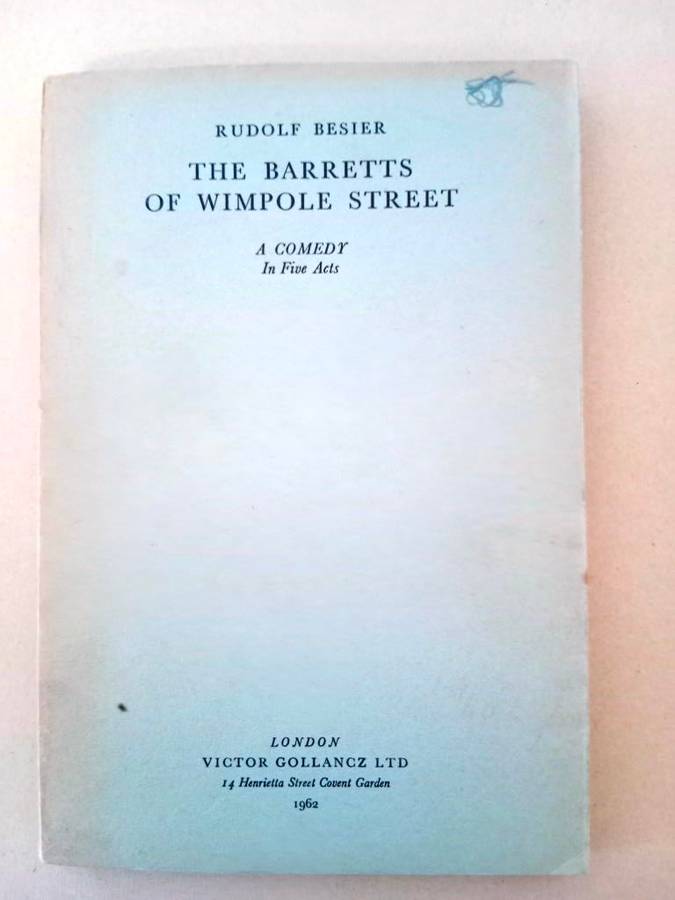 RUDOLF BESIER
THE BARRETTS
OF WIMPOLE STREET
A COMEDY
In Five Acts
LONDON
VICTOR GOLLANCZ LTD
14 Henrietta Street Covent Garden
1962